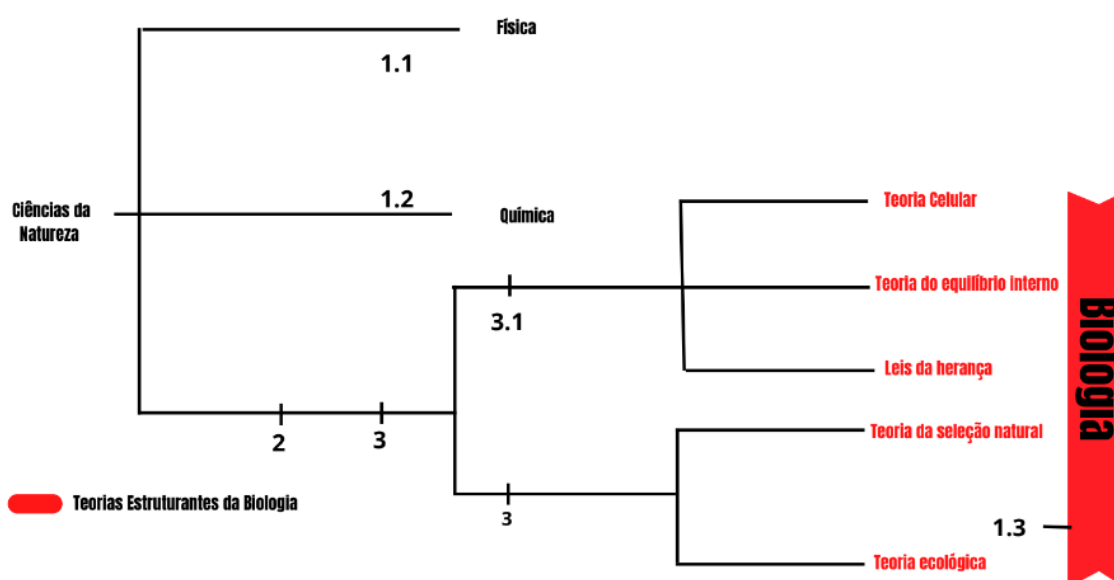 Física
1.1
1.2
Ciências da
Natureza
Química
Teoria Celular
Teoria do equilíbrio interno
3.1
Leis da herança
Biologia
2
3
Teoria da seleção natural
Teorias Estruturantes da Biologia
3
1.3
Teoria ecológica